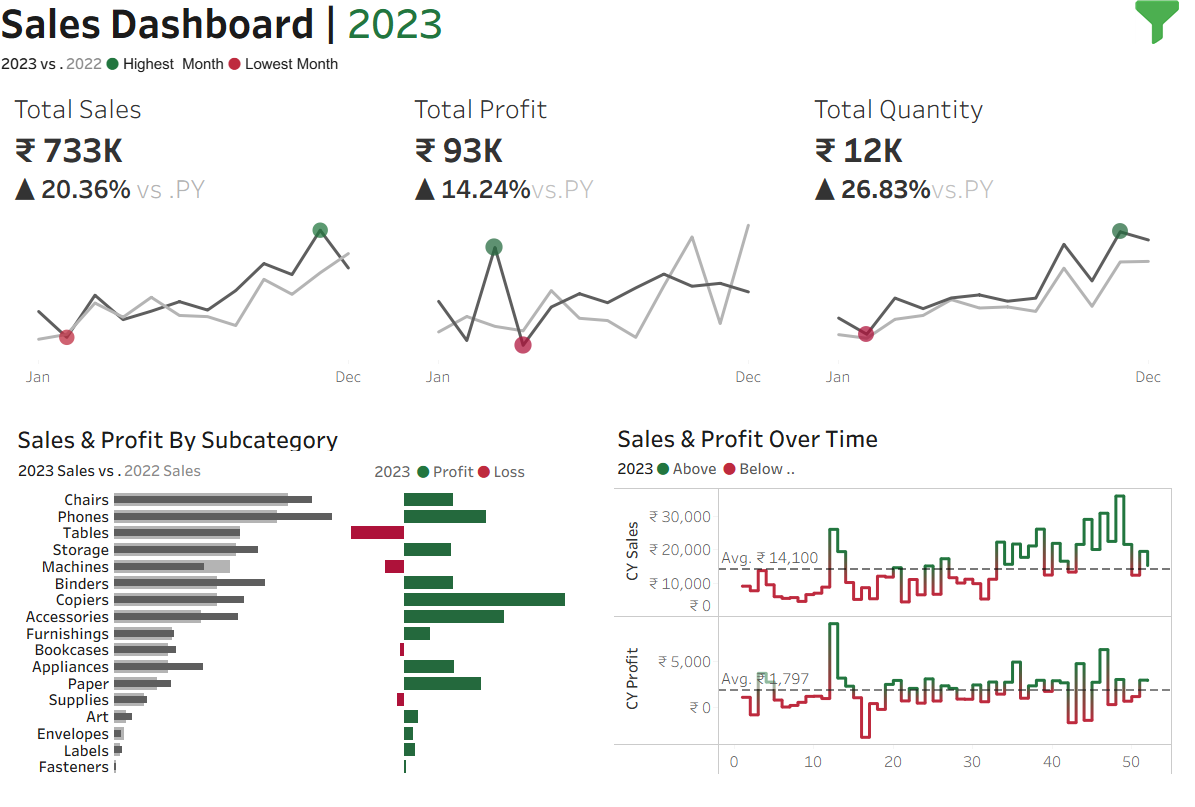 Sales Dashboard | 2023
2023 vs . 2022 Highest Month Lowest Month
Total Sales
₹ 733K
▲ 20.36% vs .PY
Jan Dec
Total Profit
₹ 93K
▲ 14.24%vs.PY
Jan Dec
Total Quantity
₹ 12K
▲ 26.83%vs.PY
Jan Dec
Sales & Profit By Subcategory
2023 Sales vs . 2022 Sales
2023 Profit Loss
Chairs
Phones
Tables
Storage
Machines
Binders
Copiers
Accessories
Furnishings
Bookcases
Appliances
Paper
Supplies
Art
Envelopes
Labels
Fasteners
Sales & Profit Over Time
2023 Above Below ..
CY Sales
₹ 30,000
₹ 20,000
₹ 10,000
₹ 0
Avg. ₹ 14,100
CY Profit
₹ 5,000
₹ 0
Avg. ₹ 1,797
0 10 20 30 40 50